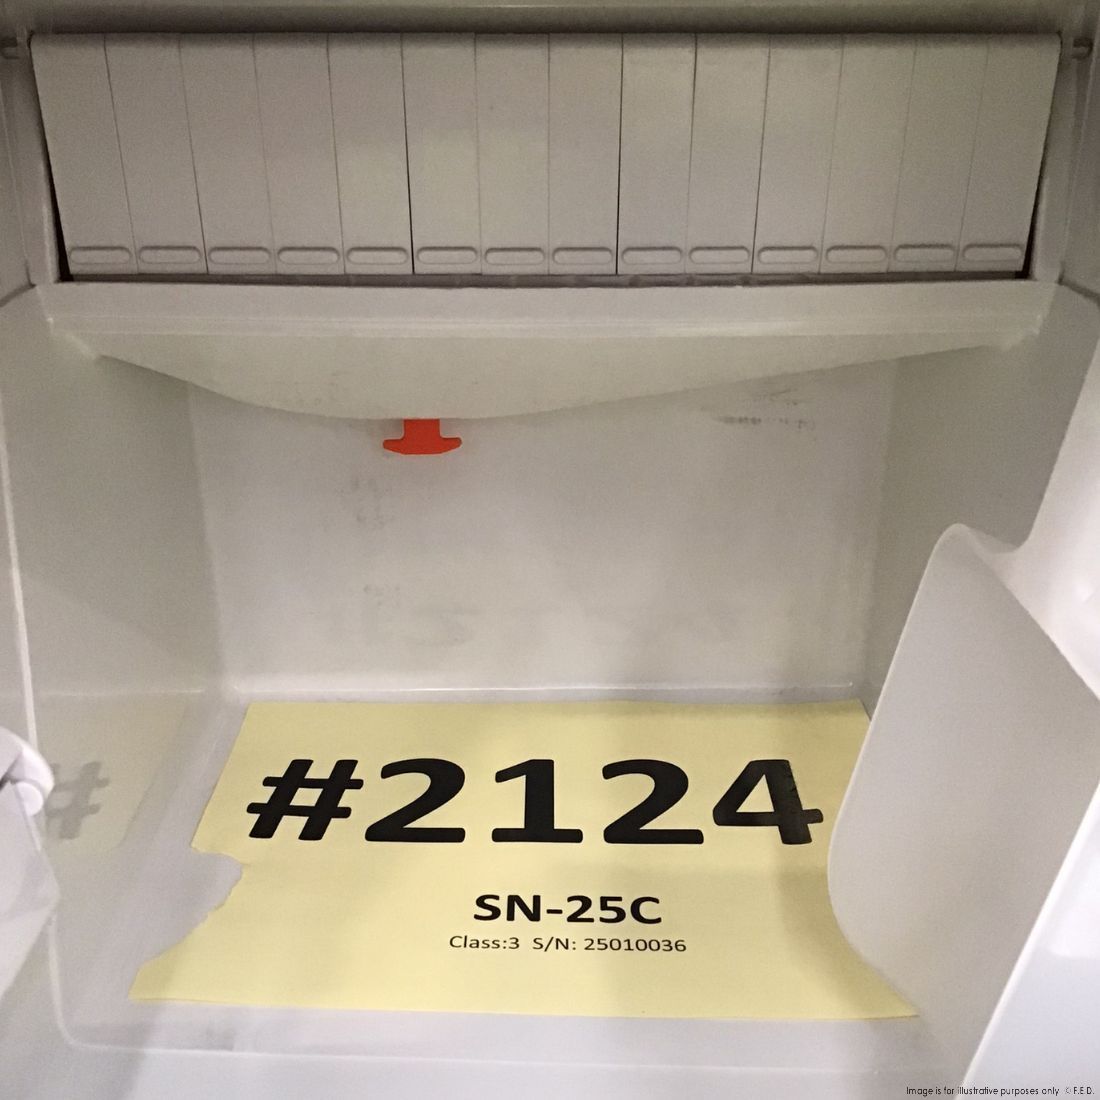 #2124
SN-25C
Class:3 S/N: 25010036
Image is for illustrative purposes only © F.E.D.